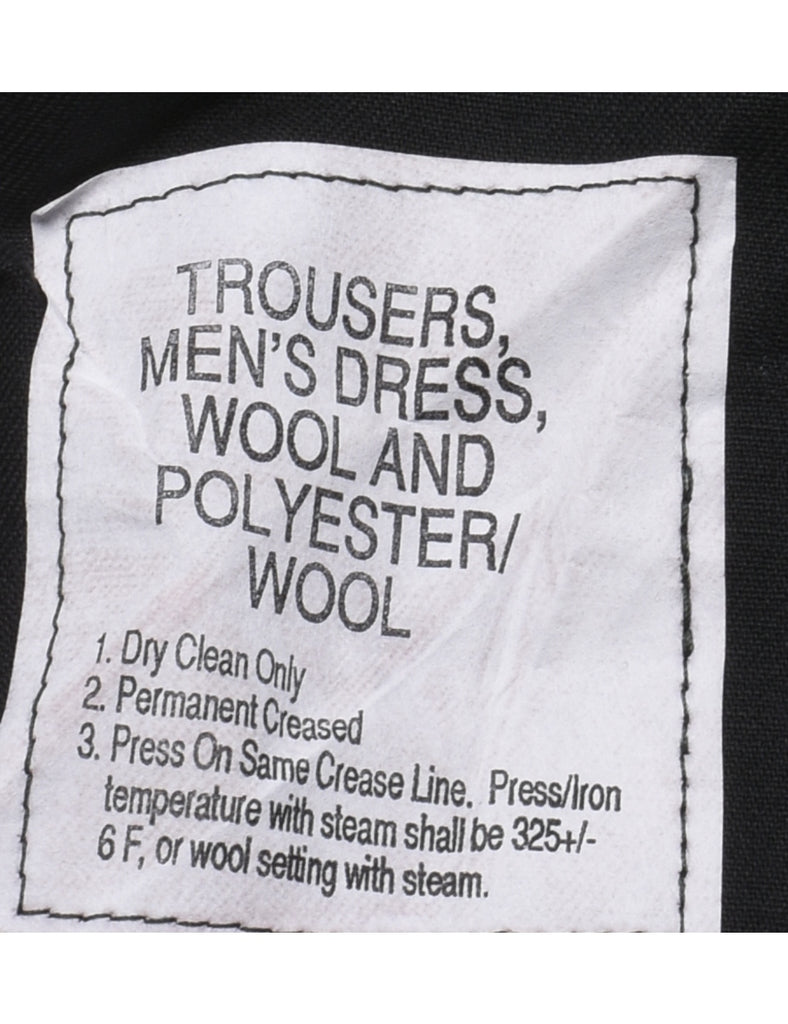 TROUSERS,
MEN'S DRESS,
WOOL AND
POLYESTER/
WOOL
1. Dry Clean Only
2. Permanent Creased
3. Press On Same Crease Line. Press/Iron
temperature with steam shall be 325+/-
6 F, or wool setting with steam.